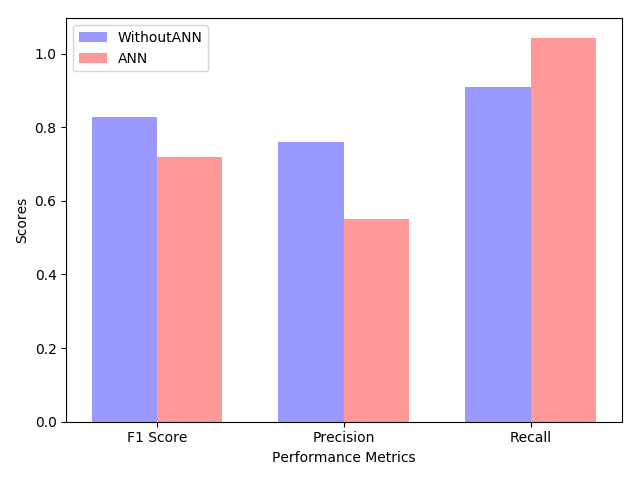 WithoutANN
ANN
Scores
1.0
0.8
0.6
0.4
0.2
0.0
F1 Score
Precision
Recall
Performance Metrics